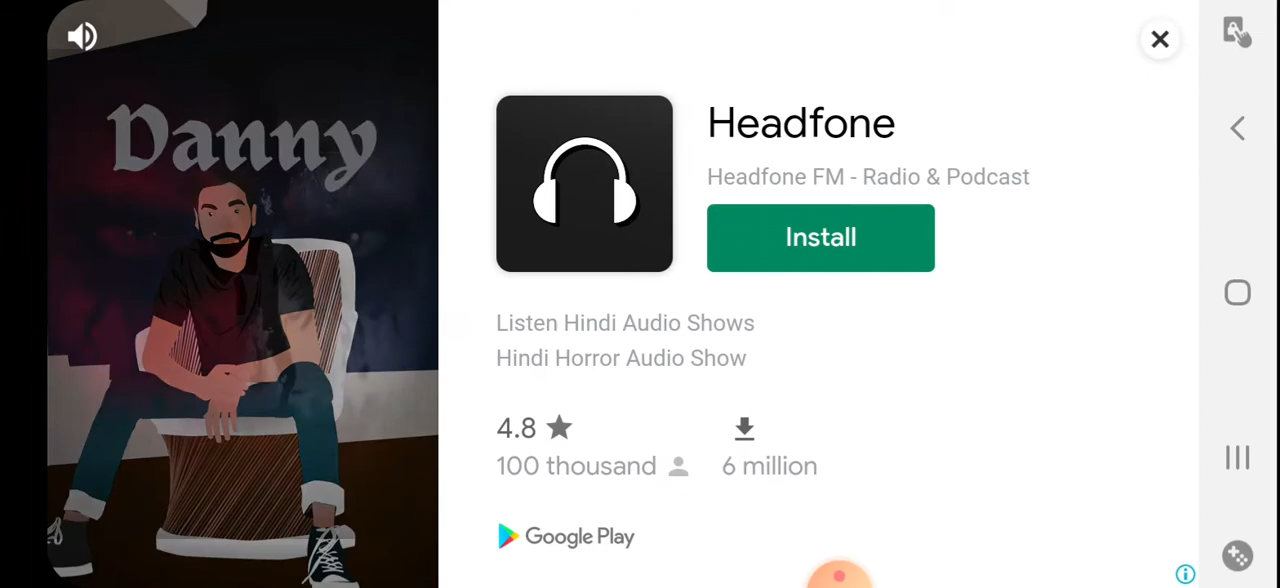 Danny
Headfone
Headfone FM - Radio & Podcast
Install
Listen Hindi Audio Shows
Hindi Horror Audio Show
4.8
100 thousand
6 million
Google Play